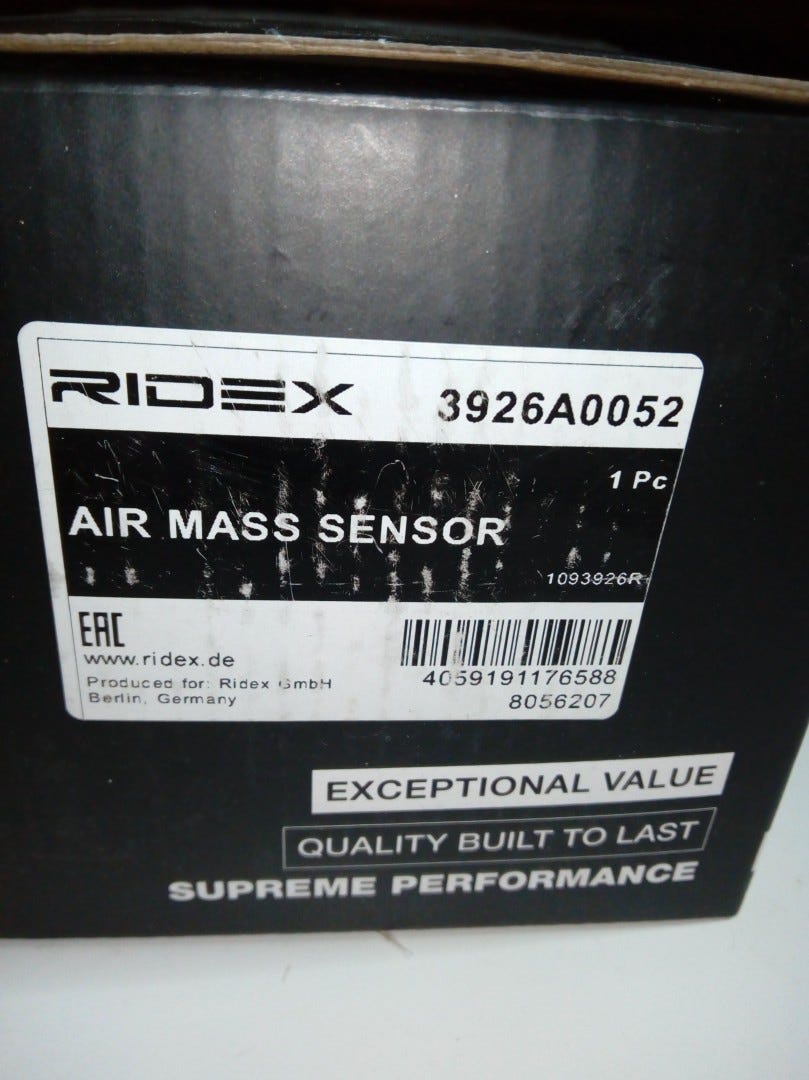 RIDEX 3926A0052
1 Pc
AIR MASS SENSOR
1093926R
EAC
www.ridex.de
Produced for: Ridex GmbH
Berlin, Germany
4059191176588
8056207
EXCEPTIONAL VALUE
QUALITY BUILT TO LAST
SUPREME PERFORMANCE